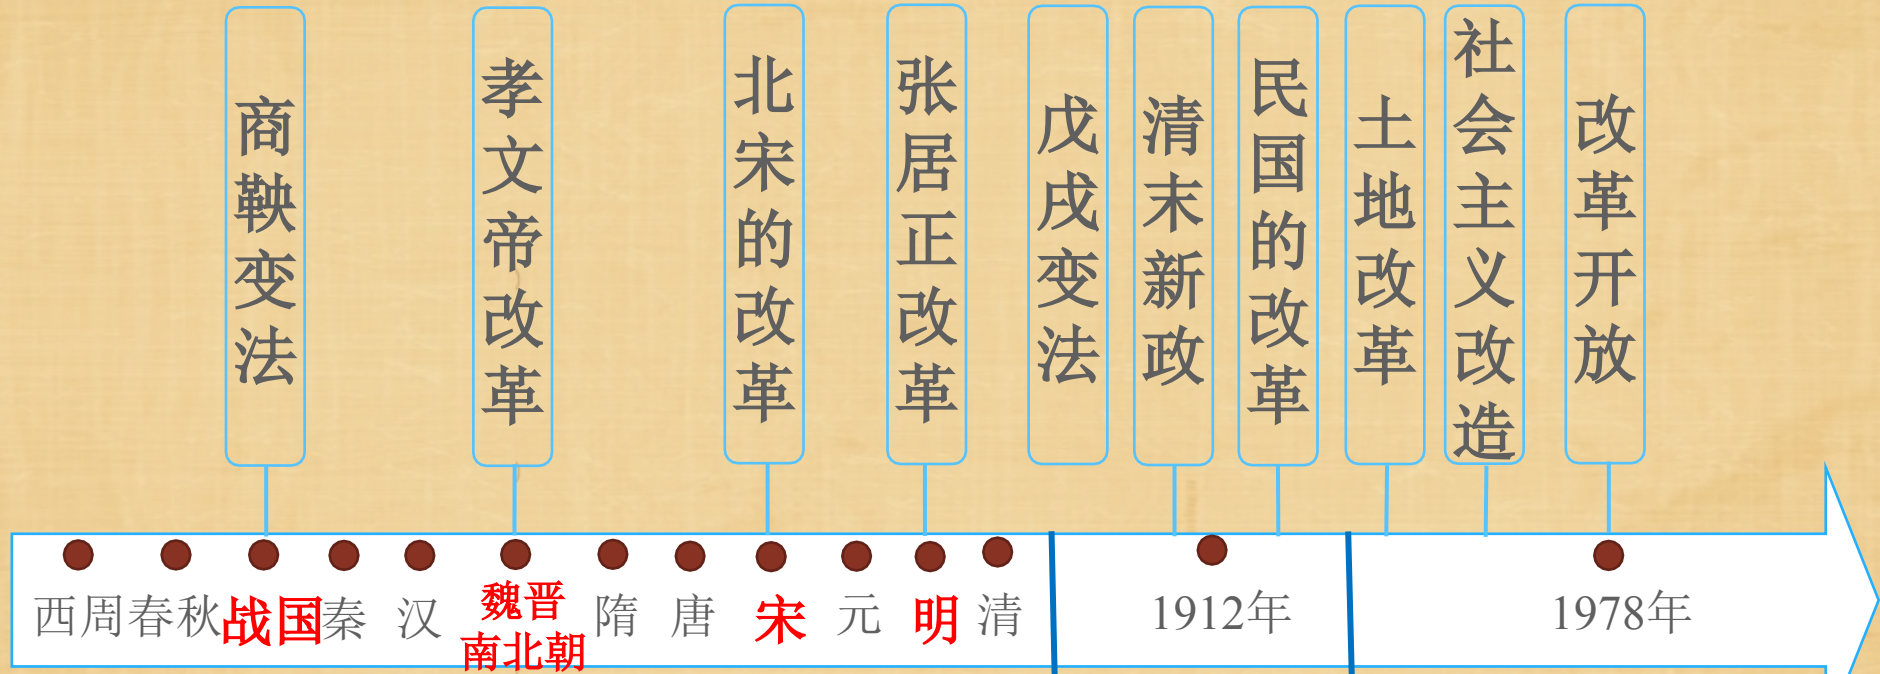 商鞅变法
孝文帝改革
北宋的改革
张居正改革
戊戌变法
清末新政
民国的改革
土地改革
社会主义改造
改革开放
西周
春秋
战国
秦
汉
魏晋
南北朝
隋
唐
宋
元
明
清
1912年
1978年